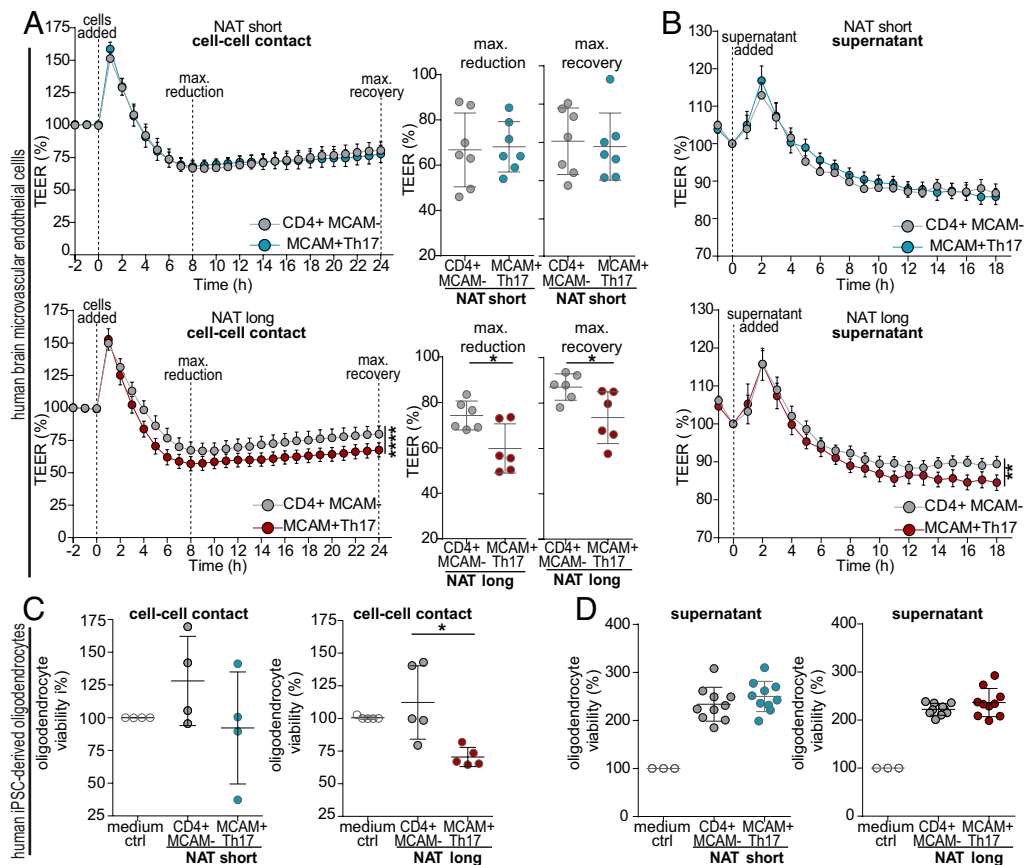 A
human brain microvascular endothelial cells
cells
added
NAT short
cell-cell contact
max.
reduction
max.
recovery
TEER (%)
175
150
125
100
75
50
25
0
CD4+ MCAM-
MCAM+Th17
-2 0 2 4 6 8 10 12 14 16 18 20 22 24
Time (h)
max.
reduction
max.
recovery
TEER (%)
100
80
60
40
20
CD4+
MCAM-
MCAM+
Th17
CD4+
MCAM-
MCAM+
Th17
NAT short
NAT short
B
NAT short
supernatant
supernatant
added
TEER (%)
110
100
90
80
70
CD4+ MCAM-
MCAM+Th17
0 2 4 6 8 10 12 14 16 18
Time (h)
cells
added
NAT long
cell-cell contact
max.
reduction
max.
recovery
TEER (%)
175
150
125
100
75
50
25
0
****
CD4+ MCAM-
MCAM+Th17
-2 0 2 4 6 8 10 12 14 16 18 20 22 24
Time (h)
max.
reduction
max.
recovery
*
*
TEER (%)
100
80
60
40
20
CD4+
MCAM-
MCAM+
Th17
CD4+
MCAM-
MCAM+
Th17
NAT long
NAT long
NAT long
supernatant
supernatant
added
TEER ( %)
130
120
110
100
90
80
70
**
CD4+ MCAM-
MCAM+Th17
0 2 4 6 8 10 12 14 16 18
Time (h)
C
human iPSC-derived oligodendrocytes
cell-cell contact
oligodendrocyte
viability i%)
175
150
125
100
75
50
25
medium
ctrl
CD4+
MCAM-
MCAM+
Th17
NAT short
cell-cell contact
oligodendrocyte
viability (%)
175
150
125
100
75
50
25
*
medium
ctrl
CD4+
MCAM-
MCAM+
Th17
NAT long
D
supernatant
oligodendrocyte
viability (%)
400
300
200
100
0
medium
ctrl
CD4+
MCAM-
MCAM+
Th17
NAT short
supernatant
oligodendrocyte
viability (%)
400
300
200
100
0
medium
ctrl
CD4+
MCAM-
MCAM+
Th17
NAT long